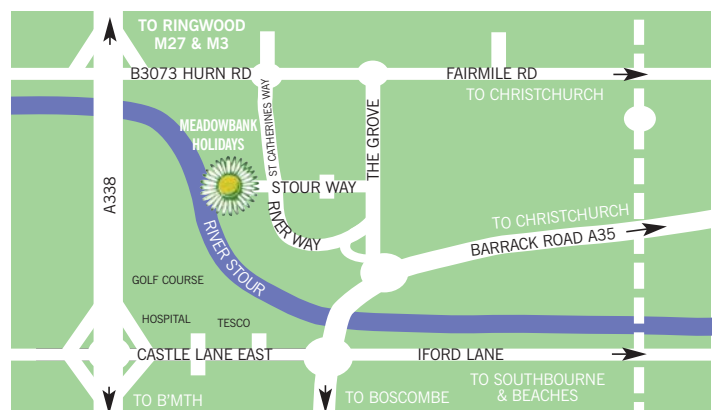 TO RINGWOOD
M27 & M3
B3073 HURN RD
FAIRMILE RD
TO CHRISTCHURCH
MEADOWBANK
HOLIDAYS
ST CATHERINES WAY
THE GROVE
A338
STOUR WAY
RIVER WAY
TO CHRISTCHURCH
BARRACK ROAD A35
RIVER STOUR
GOLF COURSE
HOSPITAL
TESCO
CASTLE LANE EAST
IFORD LANE
TO SOUTHBOURNE
& BEACHES
TO B'MTH
TO BOSCOMBE